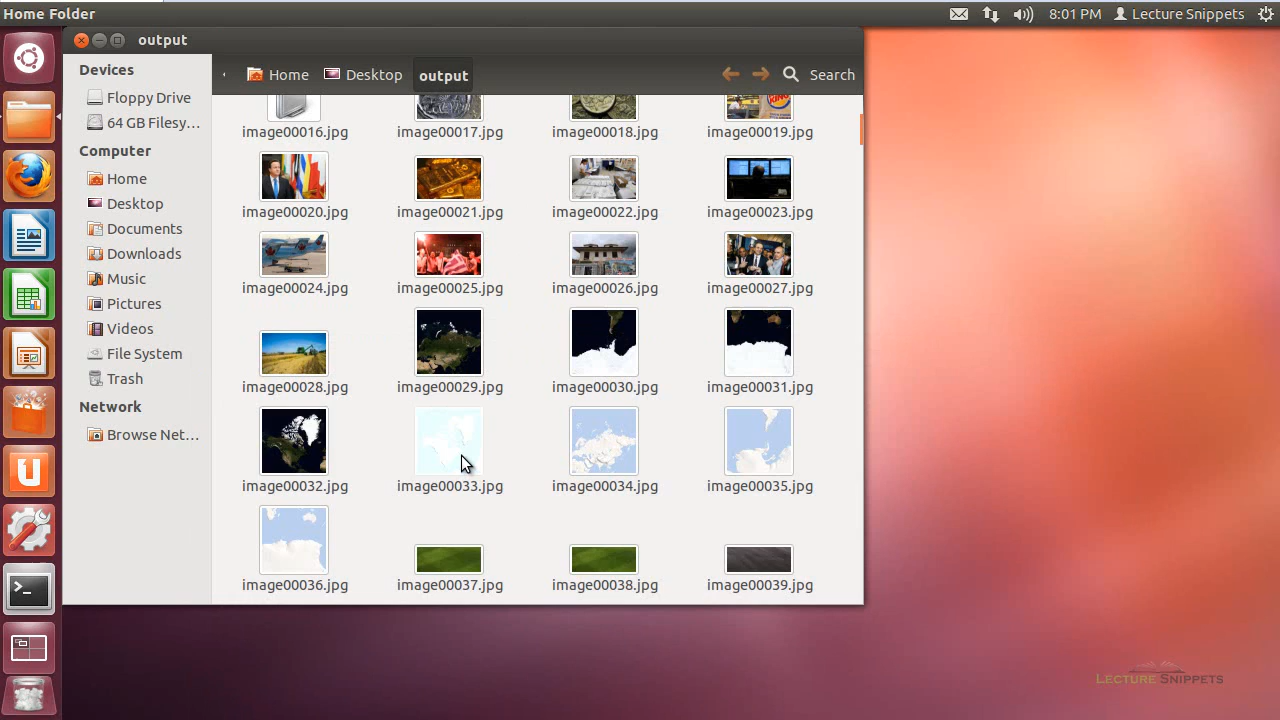 Home Folder
8:01 PM
Lecture Snippets
output
Devices
Floppy Drive
64 GB Filesy...
Computer
Home
Desktop
Documents
Downloads
Music
Pictures
Videos
File System
Trash
Network
Browse Net...
Home
Desktop
output
Search
image00016.jpg
image00017.jpg
image00018.jpg
image00019.jpg
image00020.jpg
image00021.jpg
image00022.jpg
image00023.jpg
image00024.jpg
image00025.jpg
image00026.jpg
image00027.jpg
image00028.jpg
image00029.jpg
image00030.jpg
image00031.jpg
image00032.jpg
image00033.jpg
image00034.jpg
image00035.jpg
image00036.jpg
image00037.jpg
image00038.jpg
image00039.jpg
LECTURE SNIPPETS